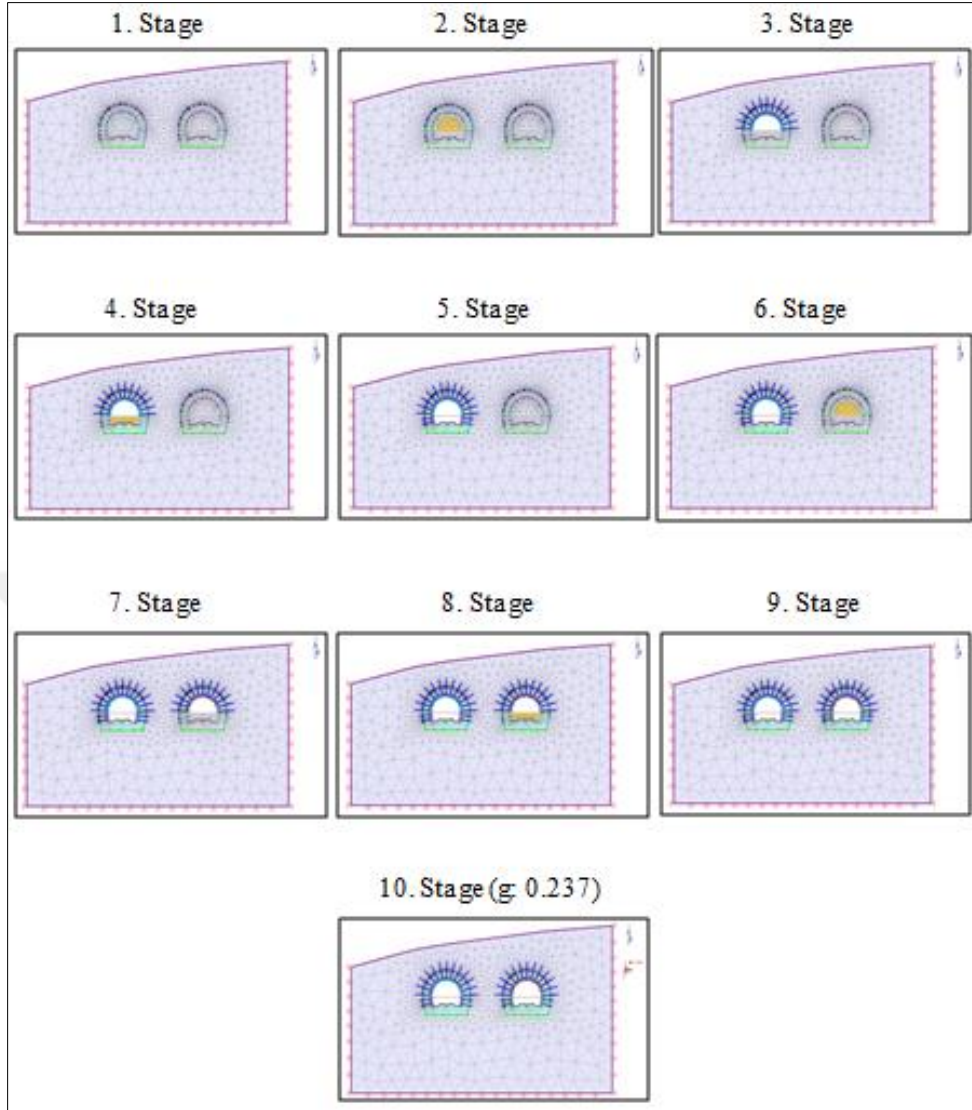 1. Stage
2. Stage
3. Stage
4. Stage
5. Stage
6. Stage
7. Stage
8. Stage
9. Stage
10. Stage (g: 0.237)